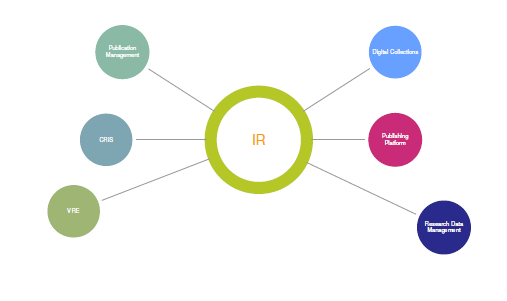 Publication
Management
Digital Collections
CRIS
IR
Publishing
Platform
VRE
Research Data
Management